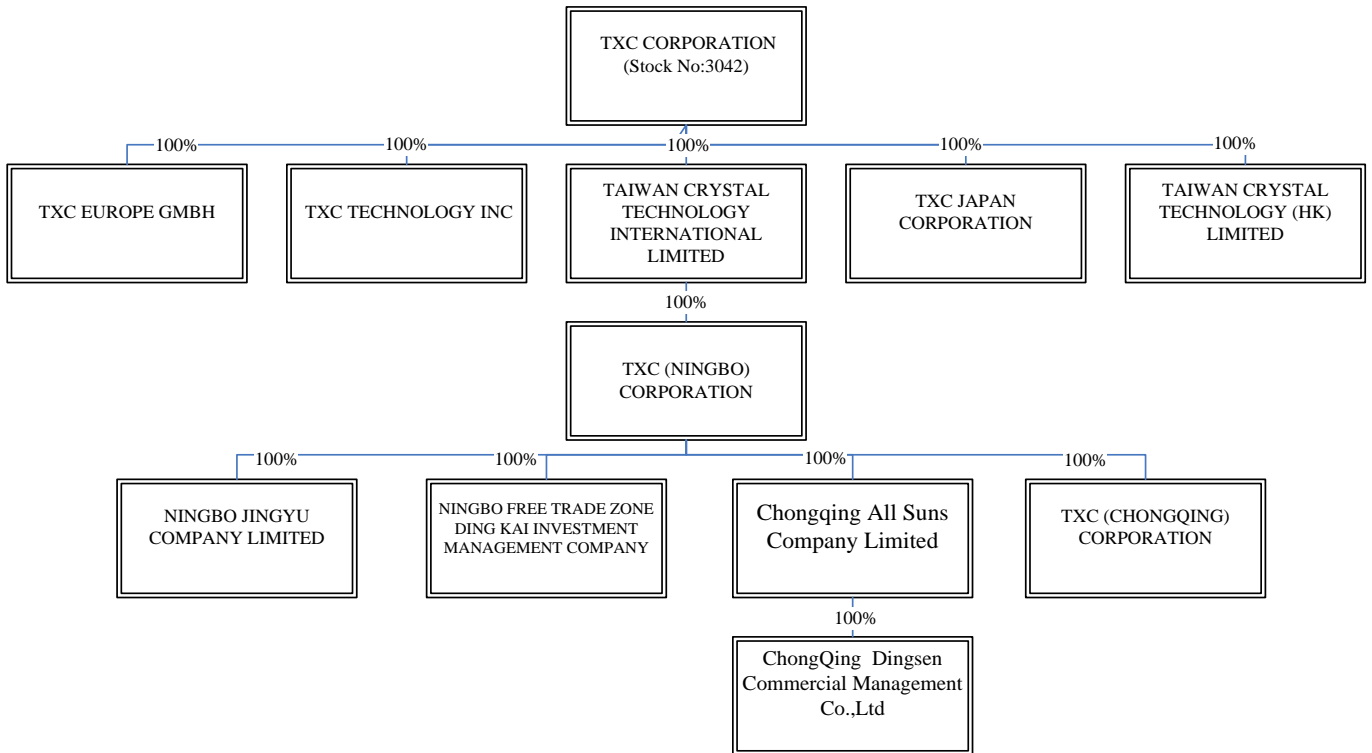 TXC CORPORATION
(Stock No:3042)
100%
100%
100%
100%
100%
TXC EUROPE GMBH
TXC TECHNOLOGY INC
TAIWAN CRYSTAL
TECHNOLOGY
INTERNATIONAL
LIMITED
TXC JAPAN
CORPORATION
TAIWAN CRYSTAL
TECHNOLOGY (HK)
LIMITED
100%
TXC (NINGBO)
CORPORATION
100%
100%
100%
100%
NINGBO JINGYU
COMPANY LIMITED
NINGBO FREE TRADE ZONE
DING KAI INVESTMENT
MANAGEMENT COMPANY
Chongqing All Suns
Company Limited
TXC (CHONGQING)
CORPORATION
100%
ChongQing  Dingsen
Commercial Management
Co.,Ltd